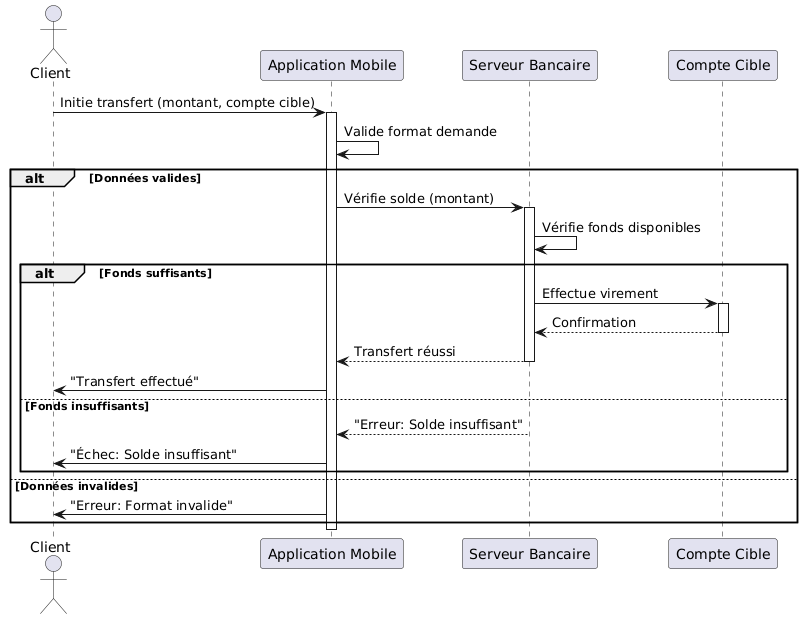 Client
Application Mobile
Serveur Bancaire
Compte Cible
Initie transfert (montant, compte cible)
Valide format demande
alt
[Données valides]
Vérifie solde (montant)
Vérifie fonds disponibles
alt
[Fonds suffisants]
Effectue virement
Confirmation
Transfert réussi
"Transfert effectué"
[Fonds insuffisants]
"Erreur: Solde insuffisant"
"Échec: Solde insuffisant"
[Données invalides]
"Erreur: Format invalide"
Client
Application Mobile
Serveur Bancaire
Compte Cible